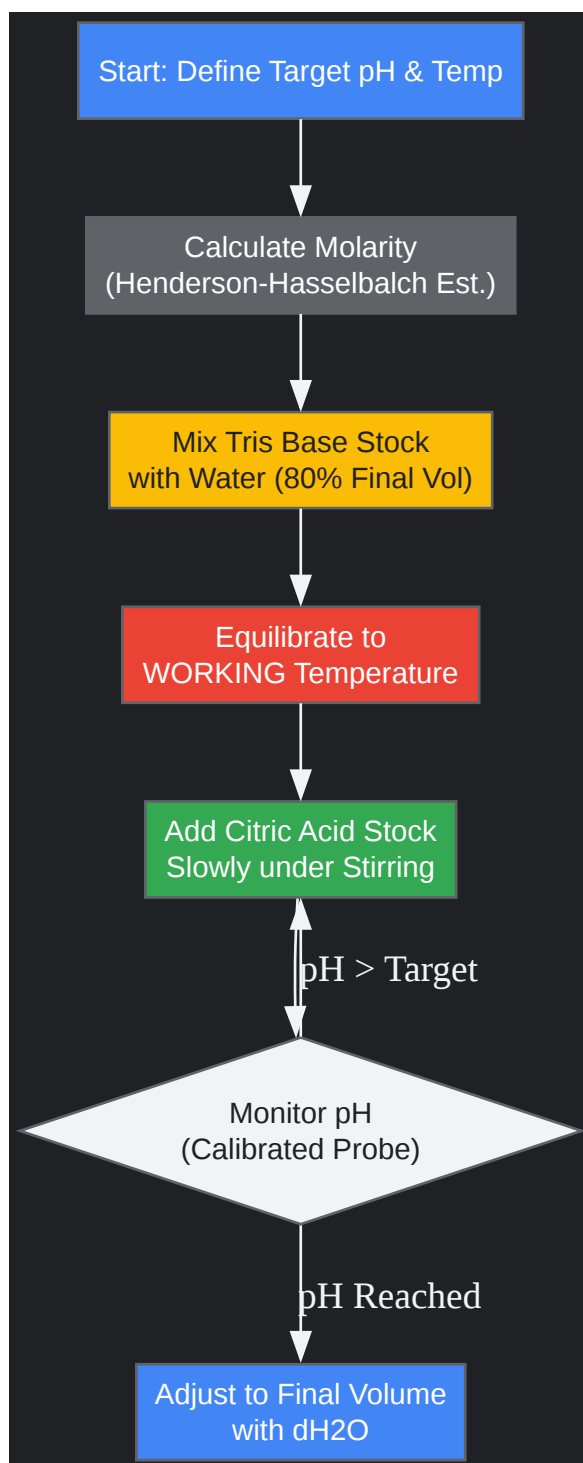 Start: Define Target pH & Temp
Calculate Molarity
(Henderson-Hasselbalch Est.)
Mix Tris Base Stock
with Water (80% Final Vol)
Equilibrate to
WORKING Temperature
Add Citric Acid Stock
Slowly under Stirring
pH > Target
Monitor pH
(Calibrated Probe)
pH Reached
Adjust to Final Volume
with dH2O